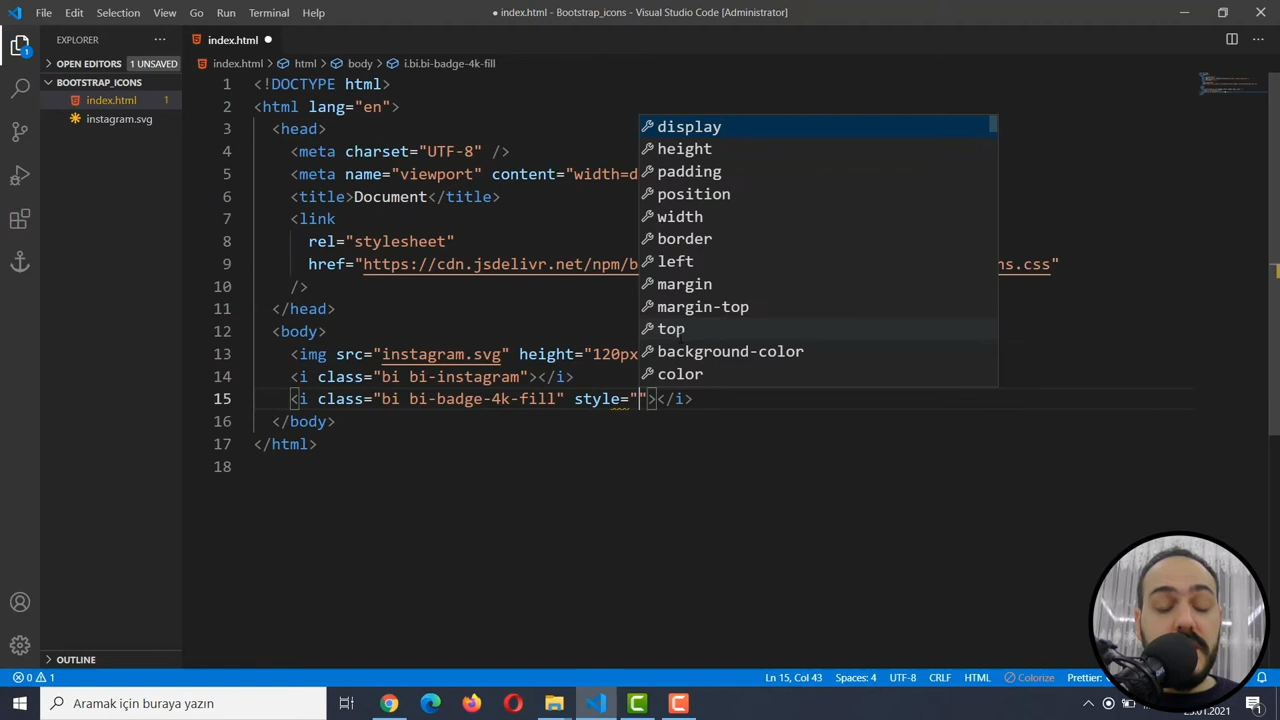 File Edit Selection View Go Run Terminal Help
● index.html - Bootstrap_icons - Visual Studio Code [Administrator]
EXPLORER
index.html
OPEN EDITORS 1 UNSAVED
index.html > html > body > i.bi.bi-badge-4k-fill
BOOTSTRAP_ICONS
index.html 1
instagram.svg
1 <!DOCTYPE html>
2 <html lang="en">
3 <head>
4 <meta charset="UTF-8" />
5 <meta name="viewport" content="width=d
6 <title>Document</title>
7 <link
8 rel="stylesheet"
9 href="https://cdn.jsdelivr.net/npm/b ns.css"
10 />
11 </head>
12 <body>
13 <img src="instagram.svg" height="120px
14 <i class="bi bi-instagram"></i>
15 <i class="bi bi-badge-4k-fill" style=""></i>
16 </body>
17 </html>
18
display
height
padding
position
width
border
left
margin
margin-top
top
background-color
color
OUTLINE
0 1
Ln 15, Col 43 Spaces: 4 UTF-8 CRLF HTML Colorize Prettier:
1
Aramak için buraya yazın
25.01.2021
1